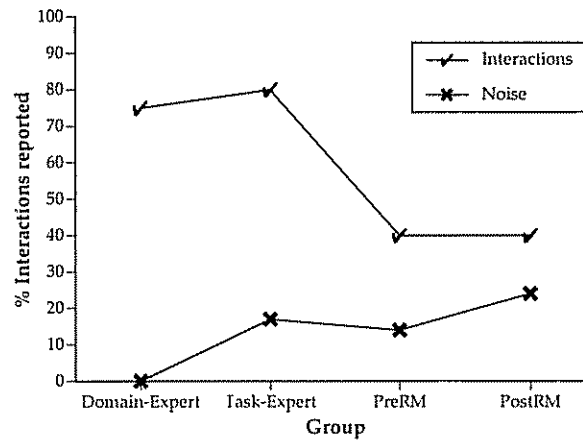 100
90
80
70
60
50
40
30
20
10
0
% Interactions reported
Interactions
Noise
Domain-Expert Task-Expert PreRM PostRM
Group